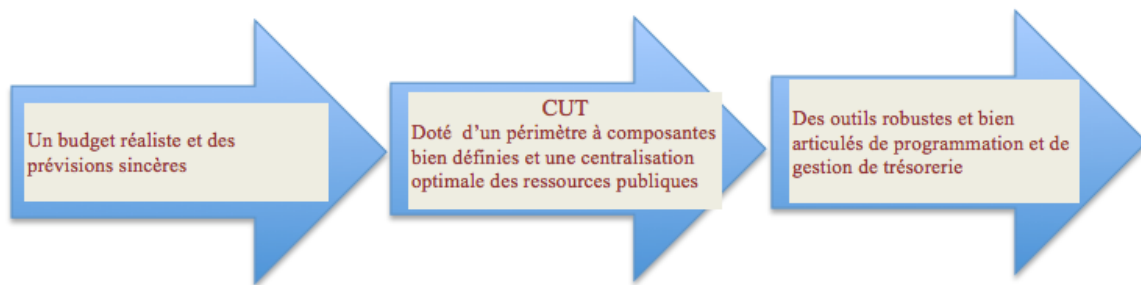 Un budget réaliste et des
prévisions sincères
CUT
Doté d'un périmètre à composantes
bien définies et une centralisation
optimale des ressources publiques
Des outils robustes et bien
articulés de programmation et de
gestion de trésorerie